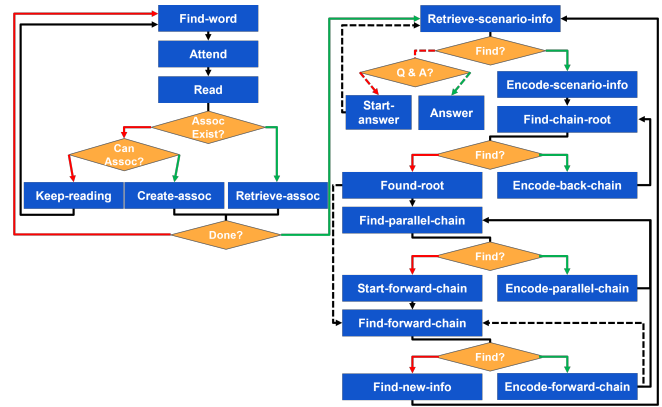 Find-word
Attend
Read
Assoc
Exist?
Can
Assoc?
Keep-reading
Create-assoc
Retrieve-assoc
Done?
Retrieve-scenario-info
Find?
Q & A?
Start-
answer
Answer
Encode-scenario-info
Find-chain-root
Find?
Found-root
Encode-back-chain
Find-parallel-chain
Find?
Start-forward-chain
Encode-parallel-chain
Find-forward-chain
Find?
Find-new-info
Encode-forward-chain